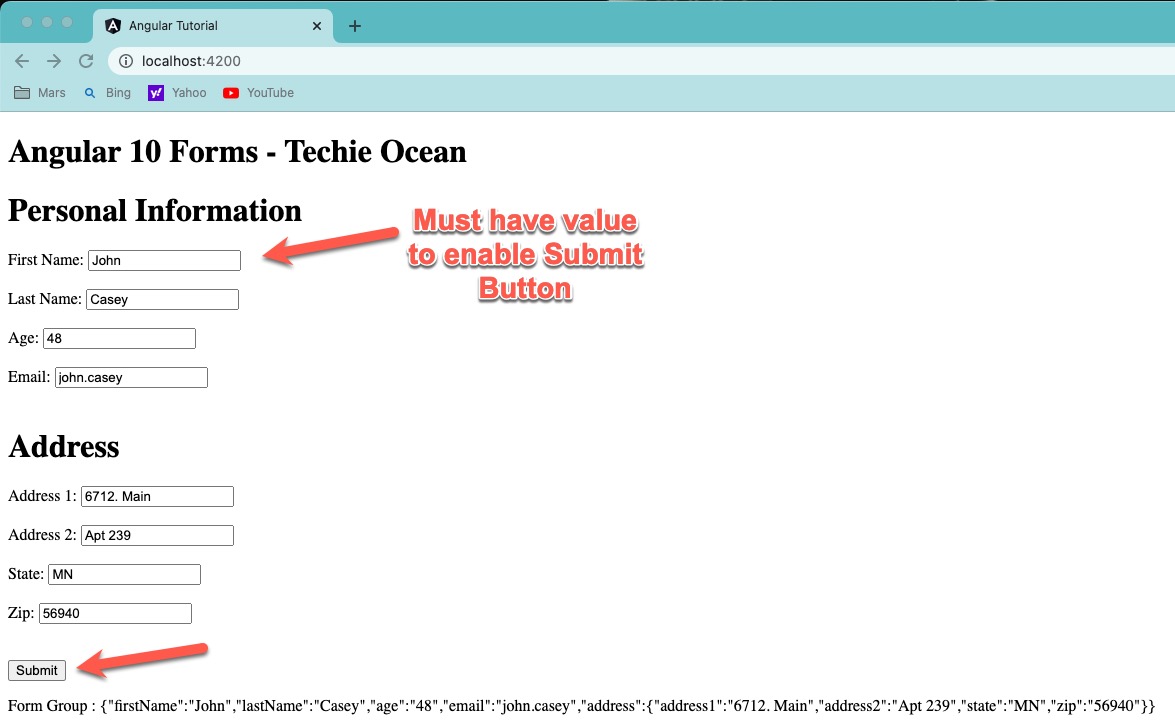 Angular Tutorial
localhost:4200
Mars Bing Yahoo YouTube
Angular 10 Forms - Techie Ocean
Personal Information
Must have value
to enable Submit
Button
First Name: John
Last Name: Casey
Age: 48
Email: john.casey
Address
Address 1: 6712. Main
Address 2: Apt 239
State: MN
Zip: 56940
Submit
Form Group : {"firstName":"John","lastName":"Casey","age":"48","email":"john.casey","address":{"address1":"6712. Main","address2":"Apt 239","state":"MN","zip":"56940"}}